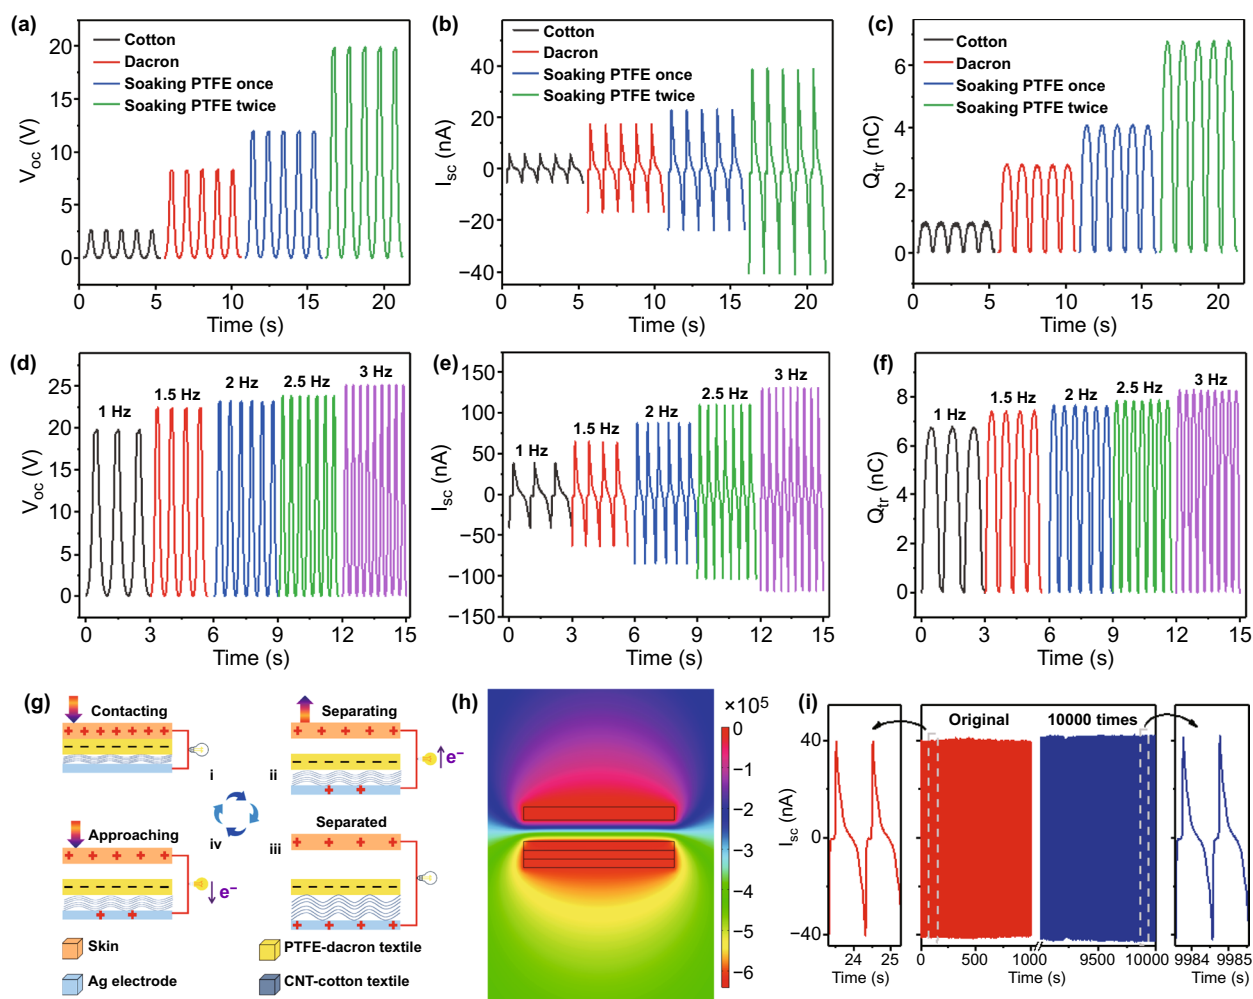 (a)
Cotton
Dacron
Soaking PTFE once
Soaking PTFE twice
20
15
10
5
0
V_oc (V)
0 5 10 15 20
Time (s)
(b)
Cotton
Dacron
Soaking PTFE once
Soaking PTFE twice
40
20
0
−20
−40
I_sc (nA)
0 5 10 15 20
Time (s)
(c)
Cotton
Dacron
Soaking PTFE once
Soaking PTFE twice
6
4
2
0
Q_tr (nC)
0 5 10 15 20
Time (s)
(d)
1 Hz 1.5 Hz 2 Hz 2.5 Hz 3 Hz
25
20
15
10
5
0
V_oc (V)
0 3 6 9 12 15
Time (s)
(e)
1 Hz 1.5 Hz 2 Hz 2.5 Hz 3 Hz
150
100
50
0
−50
−100
−150
I_sc (nA)
0 3 6 9 12 15
Time (s)
(f)
1 Hz 1.5 Hz 2 Hz 2.5 Hz 3 Hz
8
6
4
2
0
Q_tr (nC)
0 3 6 9 12 15
Time (s)
(g)
Contacting
Separating
e−
i ii
Approaching
Separated
iv iii
e−
Skin
PTFE-dacron textile
Ag electrode
CNT-cotton textile
(h)
×10⁵
0
−1
−2
−3
−4
−5
−6
(i)
Original 10000 times
40
0
−40
I_sc (nA)
24 25
Time (s)
0 500 1000 9500 10000
Time (s)
9984 9985
Time (s)